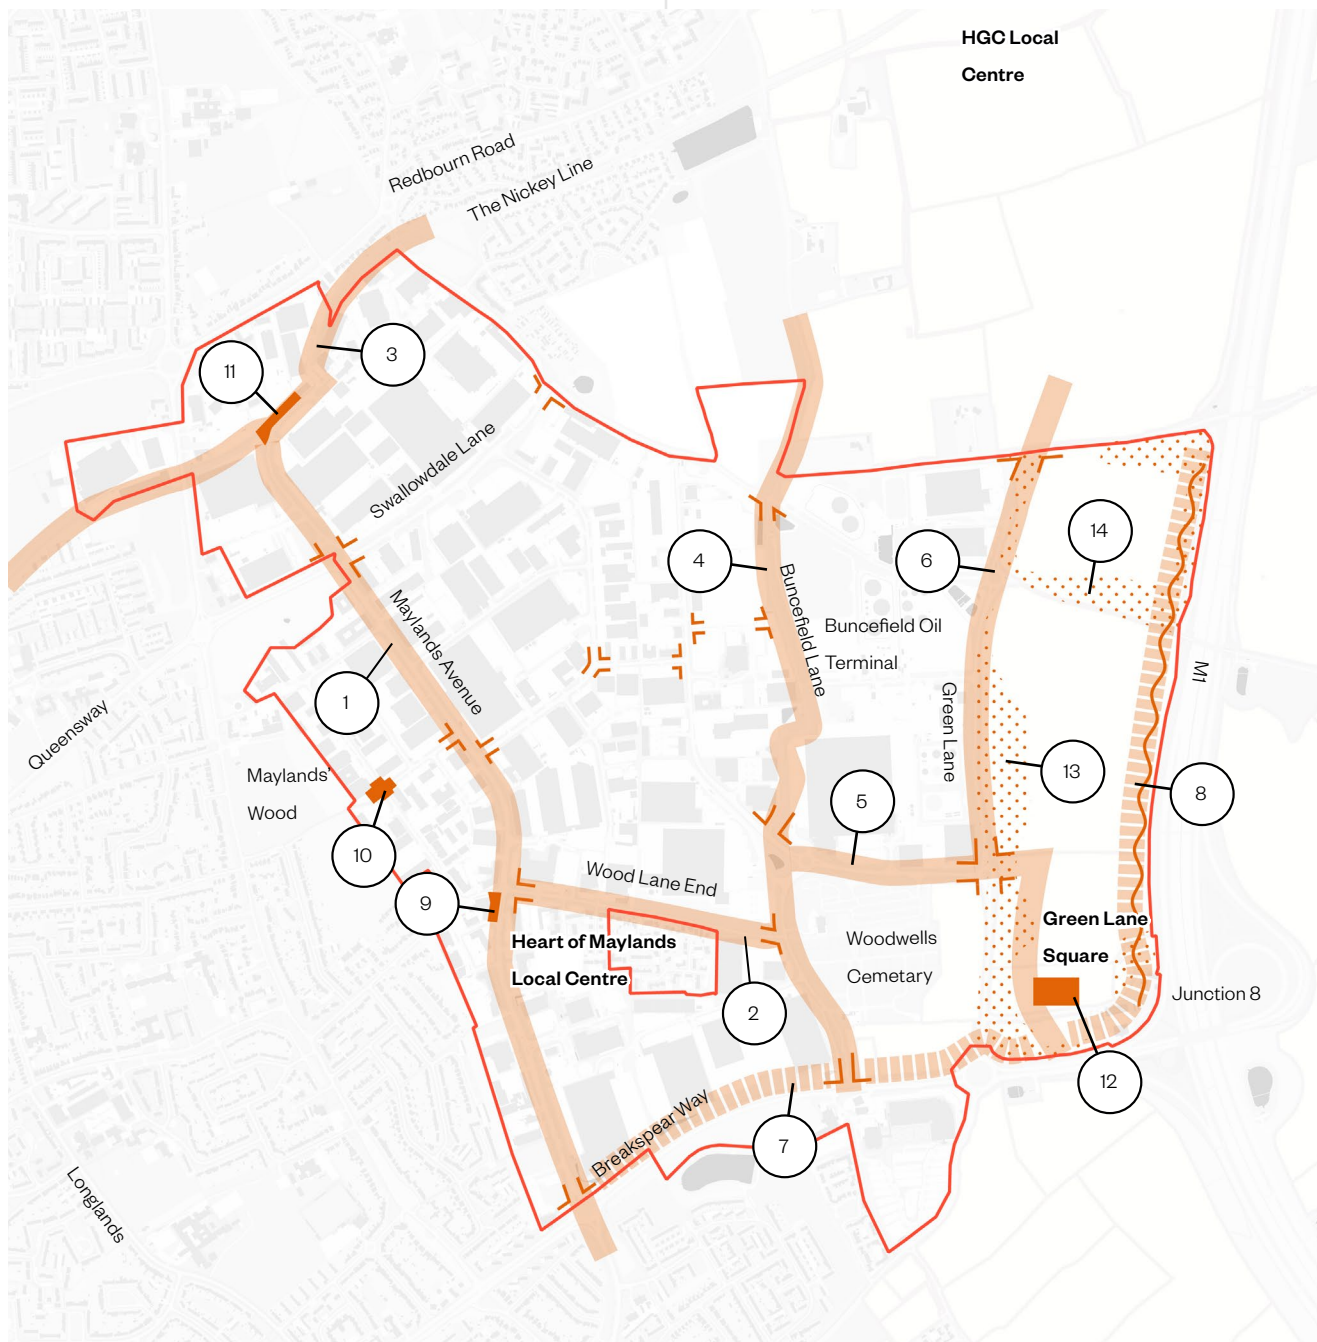 HGC Local
Centre
Redbourn Road
The Nickey Line
3
11
Swallowdale Lane
14
4
6
Buncefield Lane
Buncefield Oil
Terminal
Maylands Avenue
M1
1
Green Lane
Queensway
Maylands'
Wood
13
8
5
10
Wood Lane End
9
Green Lane
Square
Heart of Maylands
Local Centre
Woodwells
Cemetary
Junction 8
2
12
Breakspear Way
7
Longlands